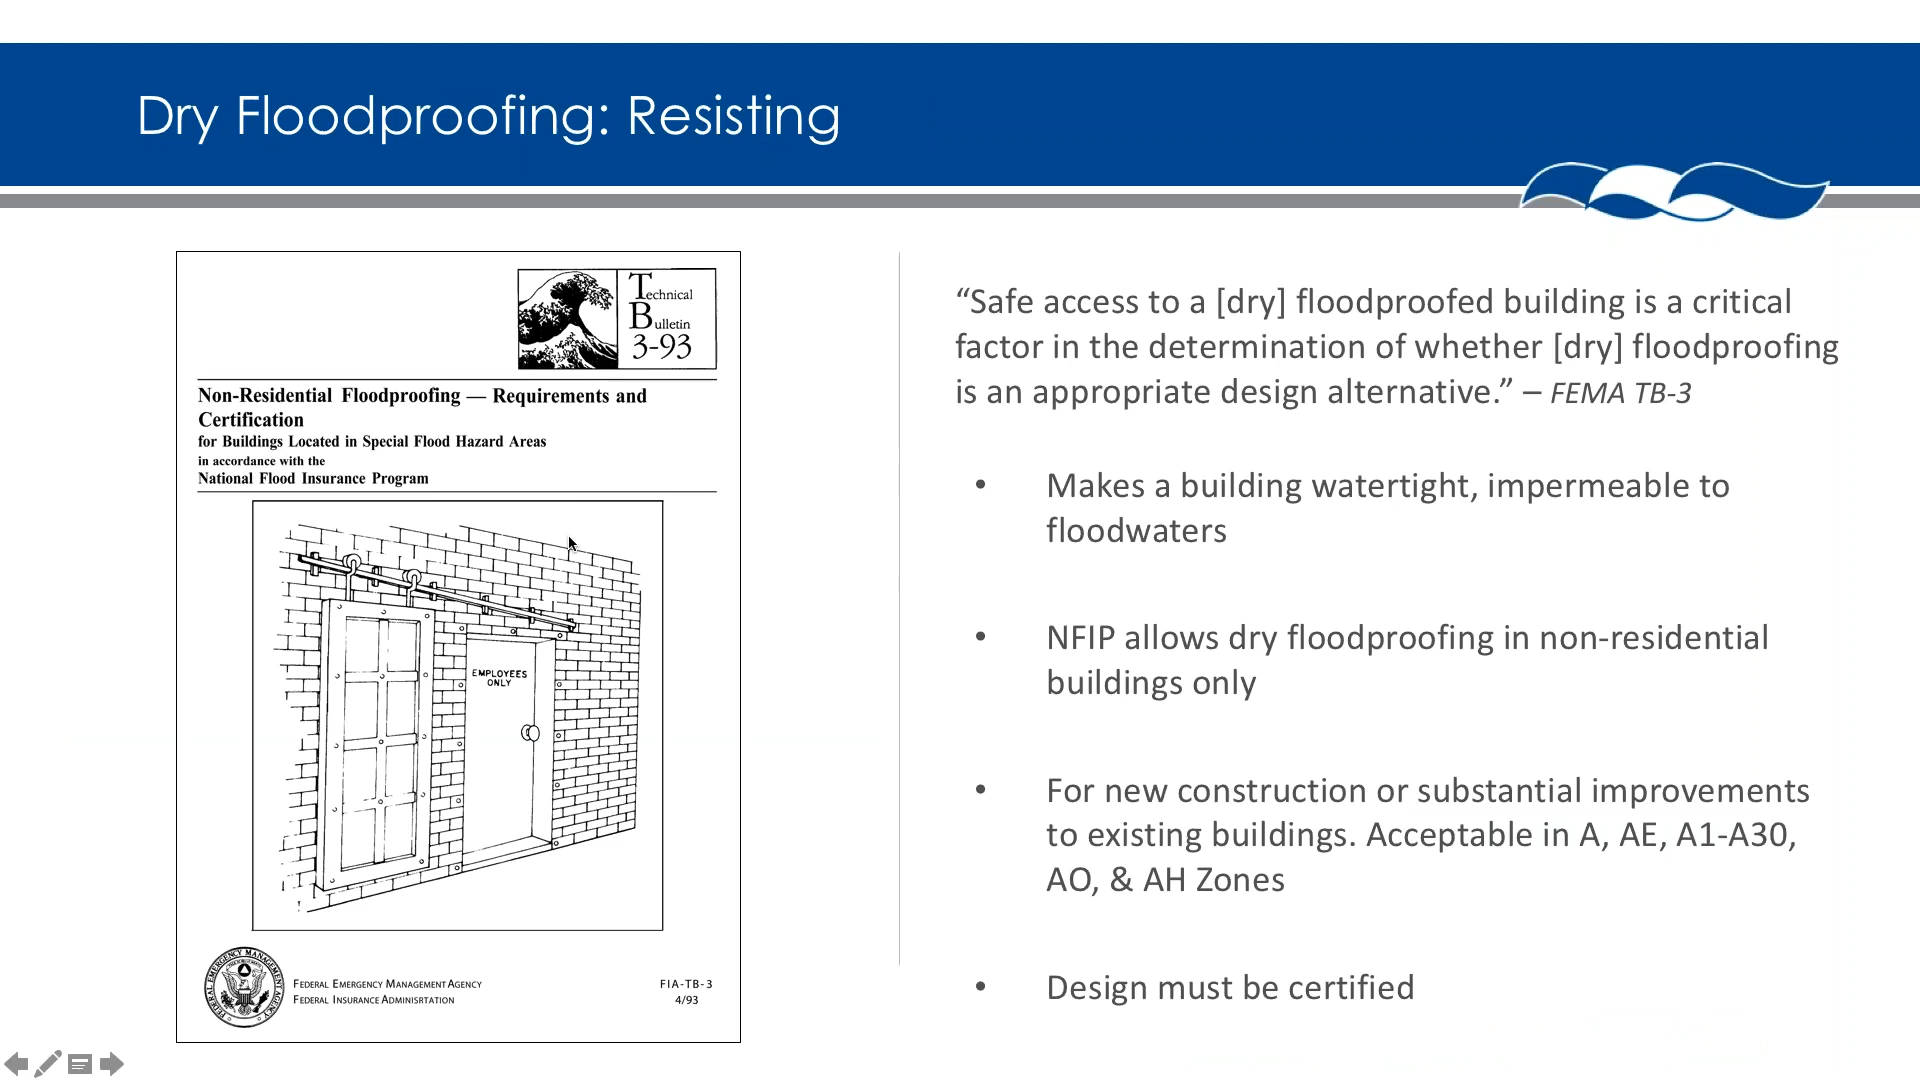 Dry Floodproofing: Resisting
Technical
Bulletin
3-93
Non-Residential Floodproofing — Requirements and
Certification
for Buildings Located in Special Flood Hazard Areas
in accordance with the
National Flood Insurance Program
EMPLOYEES
ONLY
FEDERAL EMERGENCY MANAGEMENT AGENCY
FEDERAL INSURANCE ADMINISRTATION
FIA-TB-3
4/93
“Safe access to a [dry] floodproofed building is a critical
factor in the determination of whether [dry] floodproofing
is an appropriate design alternative.” – FEMA TB-3
• Makes a building watertight, impermeable to
floodwaters
• NFIP allows dry floodproofing in non-residential
buildings only
• For new construction or substantial improvements
to existing buildings. Acceptable in A, AE, A1-A30,
AO, & AH Zones
• Design must be certified